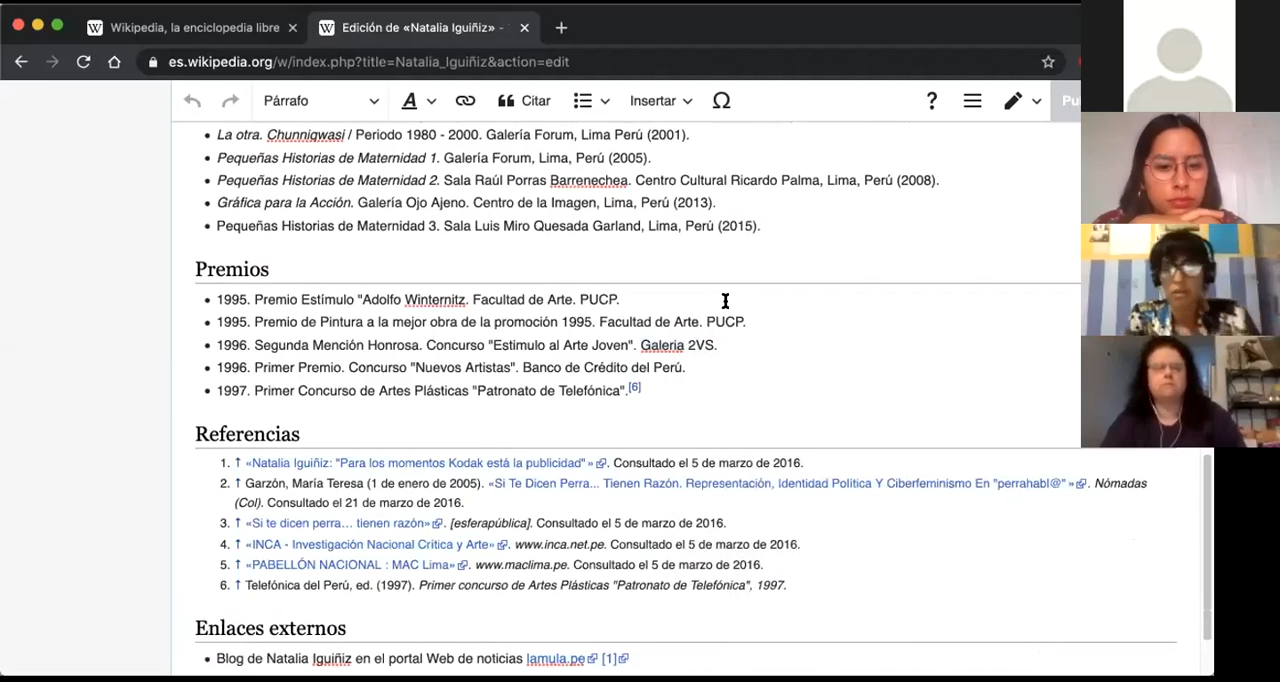 Wikipedia, la enciclopedia libre
Edición de «Natalia Iguiñiz» -
es.wikipedia.org/w/index.php?title=Natalia_Iguiñiz&action=edit
Párrafo A Citar Insertar Ω ?
La otra. Chunniqwasi / Periodo 1980 - 2000. Galería Forum, Lima Perú (2001).
Pequeñas Historias de Maternidad 1. Galería Forum, Lima, Perú (2005).
Pequeñas Historias de Maternidad 2. Sala Raúl Porras Barrenechea. Centro Cultural Ricardo Palma, Lima, Perú (2008).
Gráfica para la Acción. Galería Ojo Ajeno. Centro de la Imagen, Lima, Perú (2013).
Pequeñas Historias de Maternidad 3. Sala Luis Miro Quesada Garland, Lima, Perú (2015).
Premios
1995. Premio Estímulo "Adolfo Winternitz. Facultad de Arte. PUCP.
1995. Premio de Pintura a la mejor obra de la promoción 1995. Facultad de Arte. PUCP.
1996. Segunda Mención Honrosa. Concurso "Estimulo al Arte Joven". Galeria 2VS.
1996. Primer Premio. Concurso "Nuevos Artistas". Banco de Crédito del Perú.
1997. Primer Concurso de Artes Plásticas "Patronato de Telefónica".[6]
Referencias
1. ↑ «Natalia Iguiñiz: "Para los momentos Kodak está la publicidad" ». Consultado el 5 de marzo de 2016.
2. ↑ Garzón, María Teresa (1 de enero de 2005). «Si Te Dicen Perra... Tienen Razón. Representación, Identidad Política Y Ciberfeminismo En "perrahabl@" ». Nómadas
(Col). Consultado el 21 de marzo de 2016.
3. ↑ «Si te dicen perra… tienen razón». [esferapública]. Consultado el 5 de marzo de 2016.
4. ↑ «INCA - Investigación Nacional Crítica y Arte». www.inca.net.pe. Consultado el 5 de marzo de 2016.
5. ↑ «PABELLÓN NACIONAL : MAC Lima». www.maclima.pe. Consultado el 5 de marzo de 2016.
6. ↑ Telefónica del Perú, ed. (1997). Primer concurso de Artes Plásticas "Patronato de Telefónica", 1997.
Enlaces externos
Blog de Natalia Iguiñiz en el portal Web de noticias lamula.pe [1]